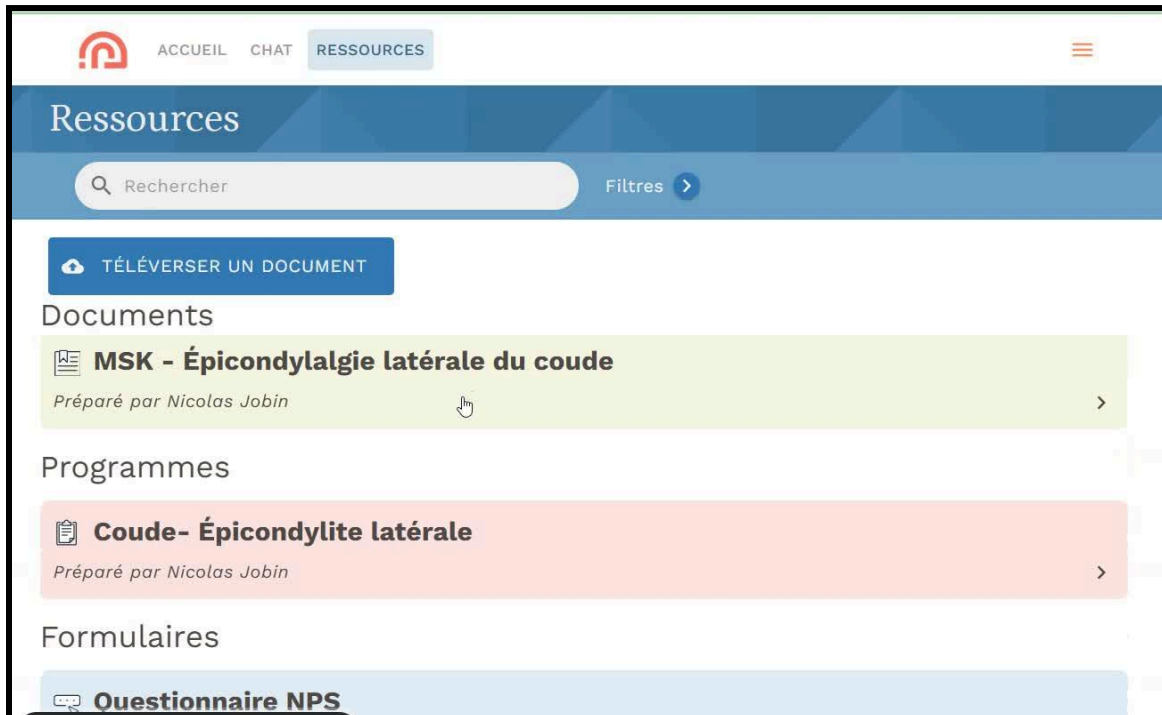 ACCUEIL CHAT RESSOURCES
Ressources
Rechercher Filtres
TÉLÉVERSER UN DOCUMENT
Documents
MSK - Épicondylalgie latérale du coude
Préparé par Nicolas Jobin
Programmes
Coude- Épicondylite latérale
Préparé par Nicolas Jobin
Formulaires
Questionnaire NPS